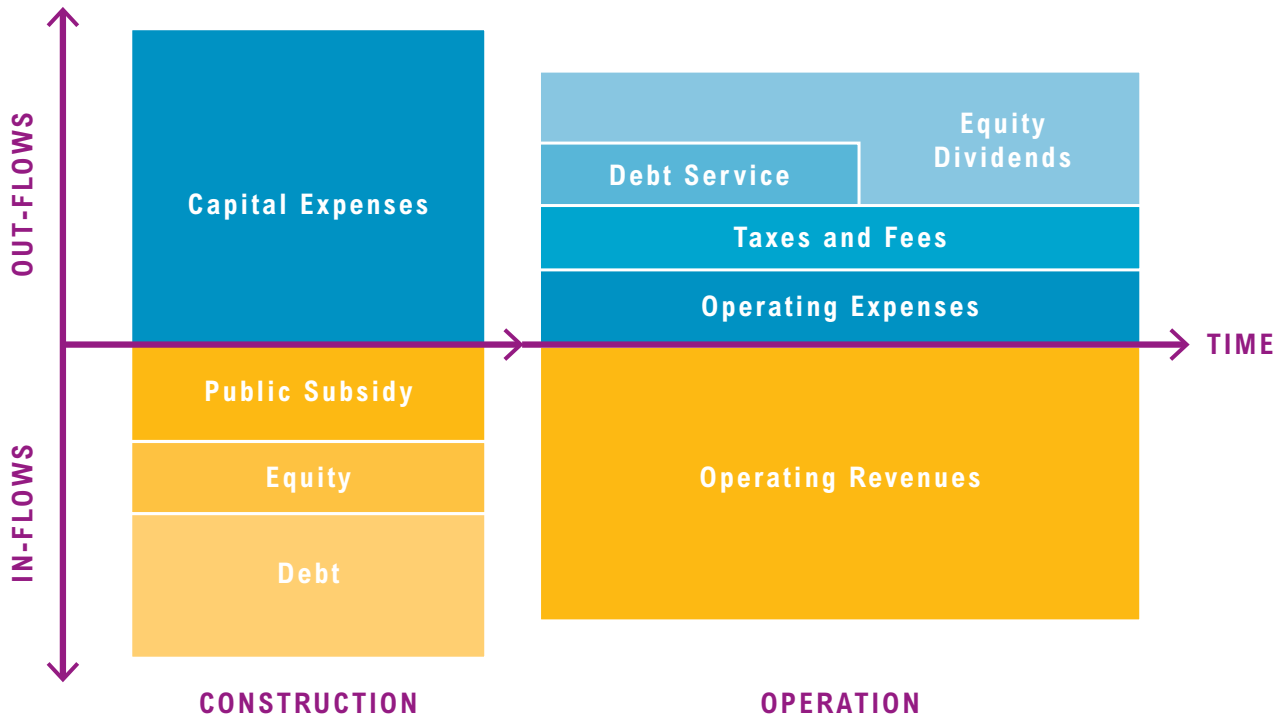 OUT-FLOWS
IN-FLOWS
Capital Expenses
Public Subsidy
Equity
Debt
CONSTRUCTION
Equity
Dividends
Debt Service
Taxes and Fees
Operating Expenses
Operating Revenues
OPERATION
TIME